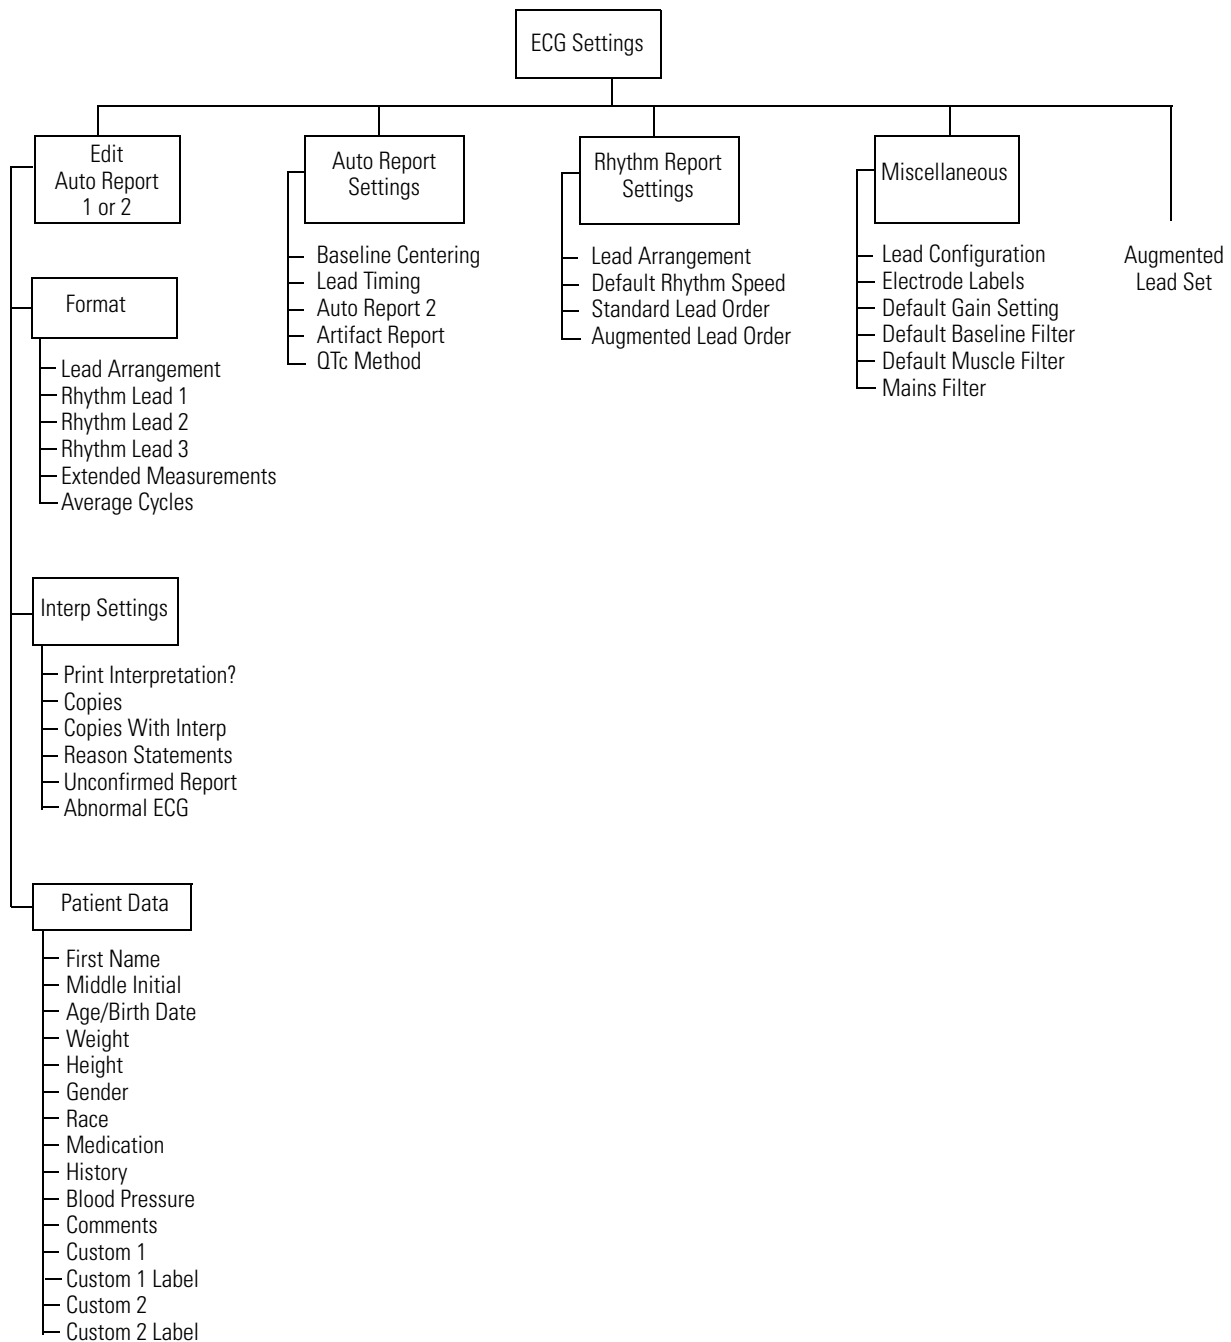 ECG Settings
Edit
Auto Report
1 or 2
Auto Report
Settings
Rhythm Report
Settings
Miscellaneous
Augmented
Lead Set
Baseline Centering
Lead Timing
Auto Report 2
Artifact Report
QTc Method
Lead Arrangement
Default Rhythm Speed
Standard Lead Order
Augmented Lead Order
Lead Configuration
Electrode Labels
Default Gain Setting
Default Baseline Filter
Default Muscle Filter
Mains Filter
Format
Lead Arrangement
Rhythm Lead 1
Rhythm Lead 2
Rhythm Lead 3
Extended Measurements
Average Cycles
Interp Settings
Print Interpretation?
Copies
Copies With Interp
Reason Statements
Unconfirmed Report
Abnormal ECG
Patient Data
First Name
Middle Initial
Age/Birth Date
Weight
Height
Gender
Race
Medication
History
Blood Pressure
Comments
Custom 1
Custom 1 Label
Custom 2
Custom 2 Label